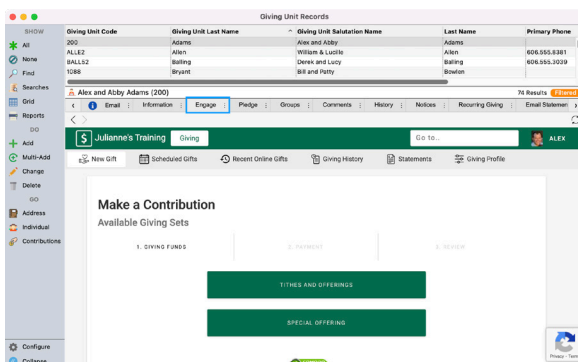 Giving Unit Records
SHOW
All
None
Find
Searches
Grid
Reports
DO
Add
Multi-Add
Change
Delete
GO
Address
Individual
Contributions
Configure
Collapse
Giving Unit Code Giving Unit Last Name Giving Unit Salutation Name Last Name Primary Phone
200 Adams Alex and Abby Adams
ALLE2 Allen William & Lucille Allen 606.555.8381
BALL52 Balling Derek and Lucy Balling 606.555.3039
1088 Bryant Bill and Patty Bowlen
Alex and Abby Adams (200) 74 Results Filtered
Email Information Engage Pledge Groups Comments History Notices Recurring Giving Email Statemen
Julianne's Training Giving Go to.. ALEX
New Gift Scheduled Gifts Recent Online Gifts Giving History Statements Giving Profile
Make a Contribution
Available Giving Sets
1. GIVING FUNDS 2. PAYMENT 3. REVIEW
TITHES AND OFFERINGS
SPECIAL OFFERING
Privacy - Term